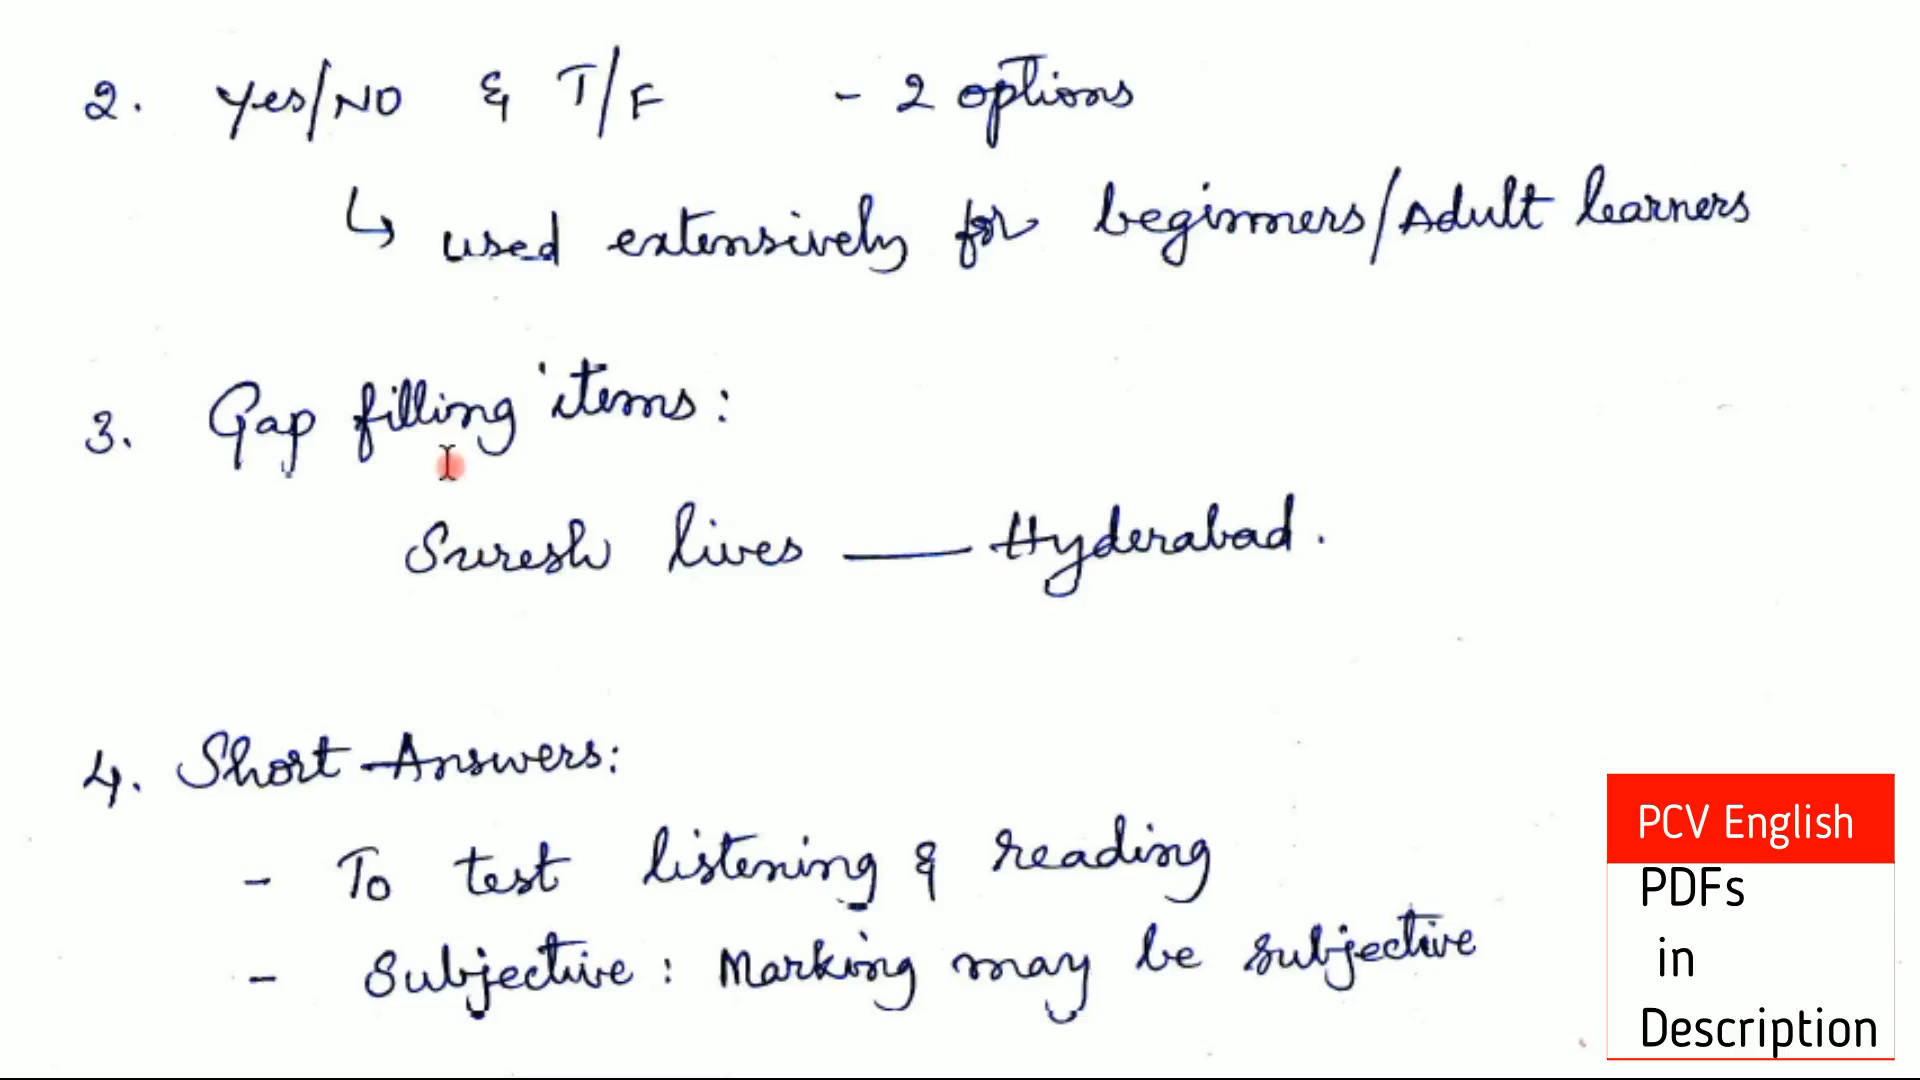 2. Yes/NO & T/F - 2 options
↳ used extensively for beginners/Adult learners
3. Gap filling items:
Suresh lives ___ Hyderabad.
4. Short Answers:
- To test listening & reading
- Subjective: Marking may be subjective
PCV English
PDFs
in
Description